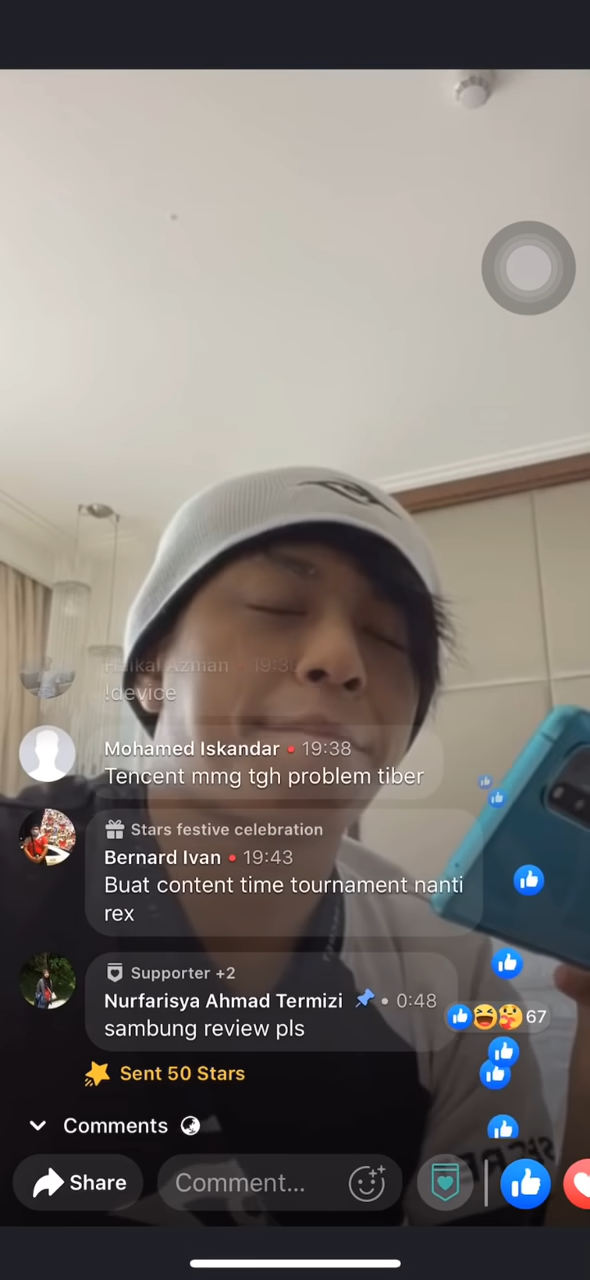 Haikal Azman
!device
Mohamed Iskandar • 19:38
Tencent mmg tgh problem tiber
Stars festive celebration
Bernard Ivan • 19:43
Buat content time tournament nanti
rex
Supporter +2
Nurfarisya Ahmad Termizi • 0:48
sambung review pls
67
Sent 50 Stars
Comments
Share
Comment...